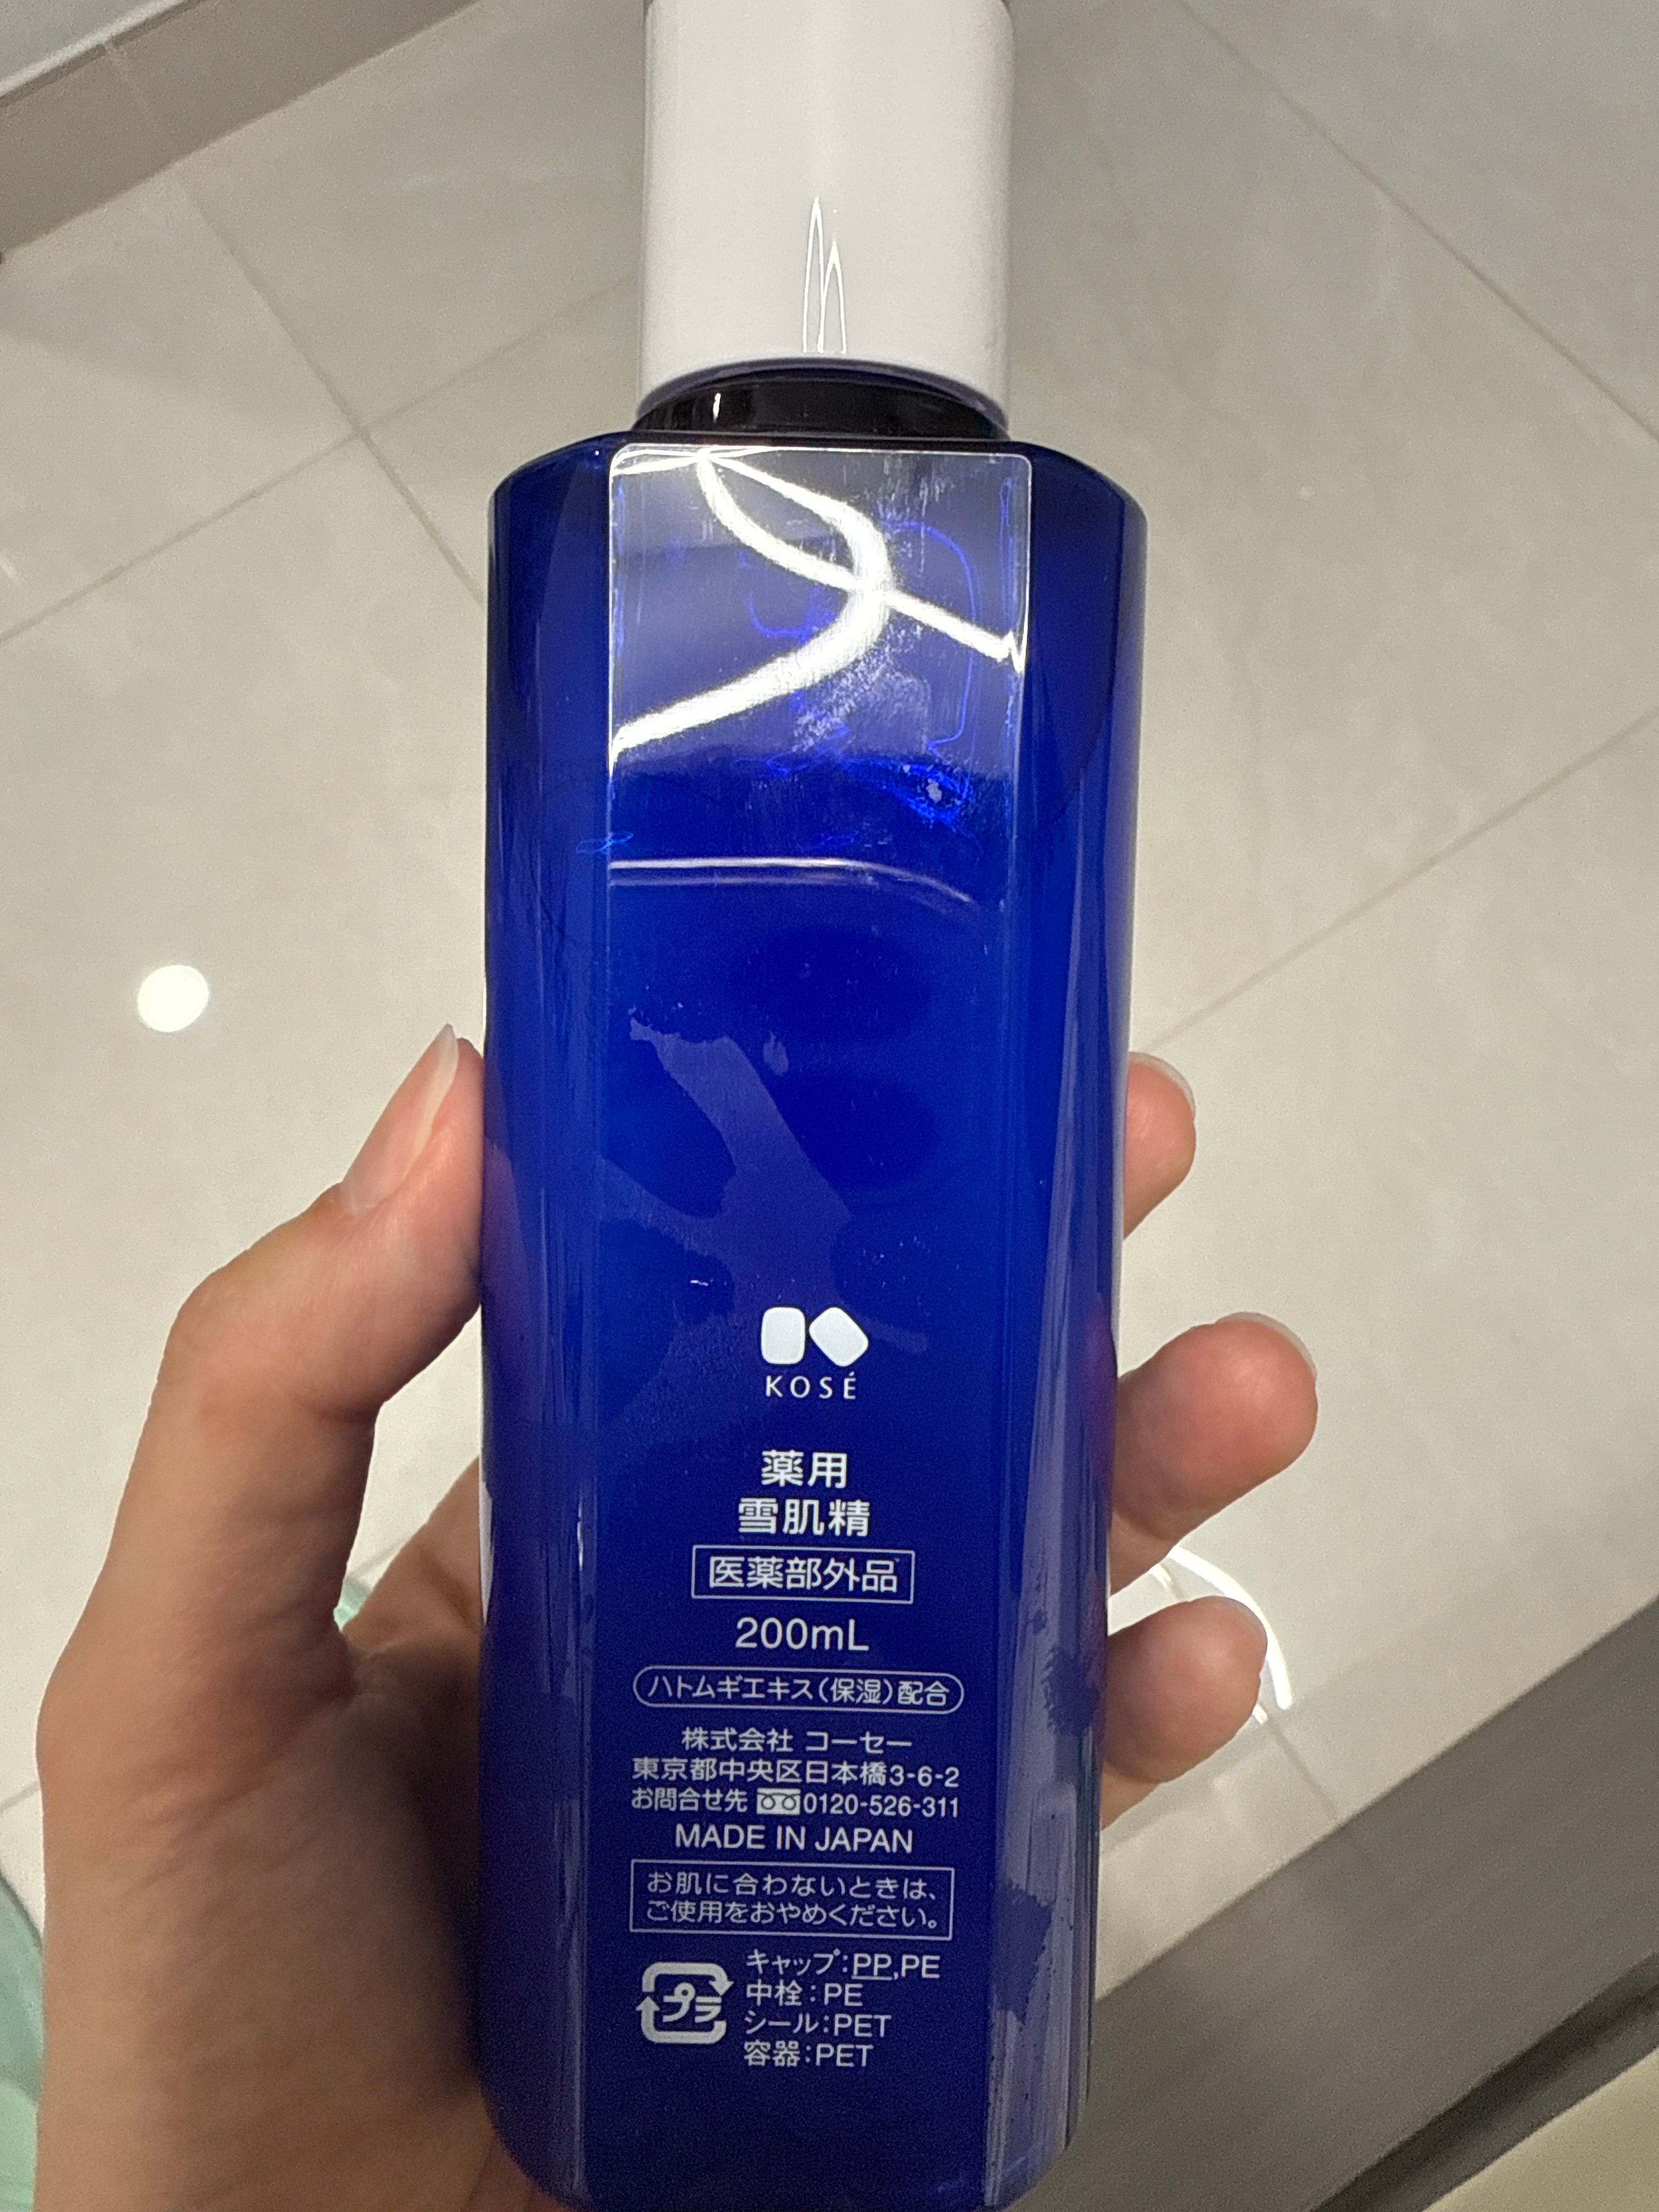 KOSÉ
薬用
雪肌精
医薬部外品
200mL
ハトムギエキス(保湿)配合
株式会社 コーセー
東京都中央区日本橋3-6-2
お問合せ先 0120-526-311
MADE IN JAPAN
お肌に合わないときは、
ご使用をおやめください。
プラ
キャップ:PP,PE
中栓:PE
シール:PET
容器:PET